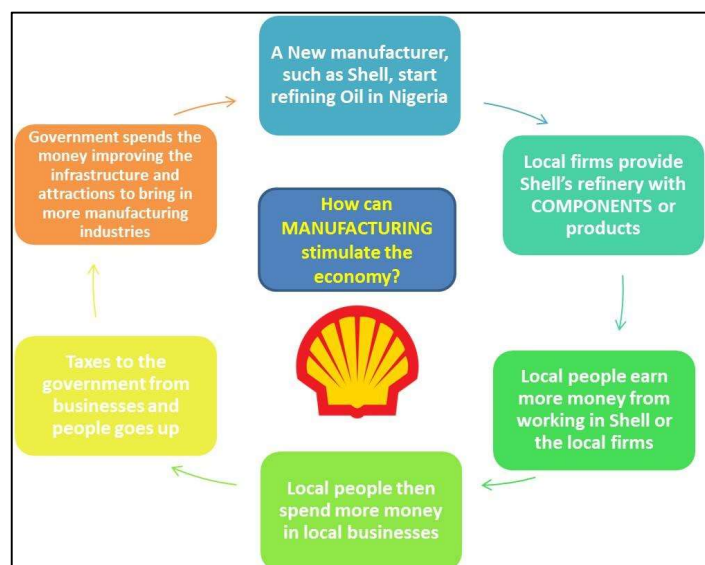 A New manufacturer,
such as Shell, start
refining Oil in Nigeria
Local firms provide
Shell's refinery with
COMPONENTS or
products
Local people earn
more money from
working in Shell or
the local firms
Local people then
spend more money
in local businesses
Taxes to the
government from
businesses and
people goes up
Government spends the
money improving the
infrastructure and
attractions to bring in
more manufacturing
industries
How can
MANUFACTURING
stimulate the
economy?